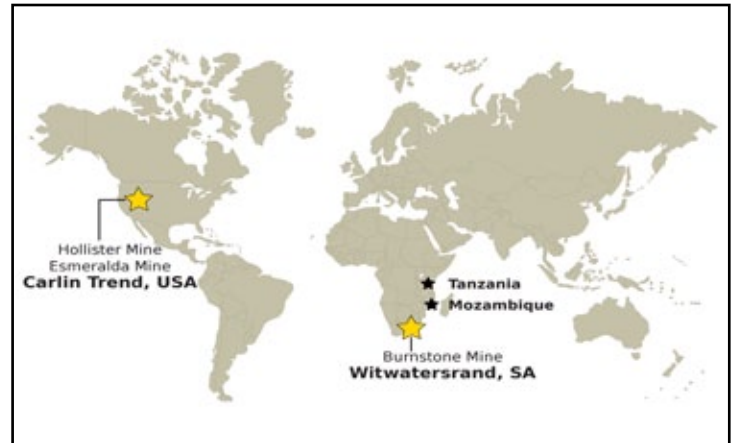 Hollister Mine
Esmeralda Mine
Carlin Trend, USA
Tanzania
Mozambique
Burnstone Mine
Witwatersrand, SA